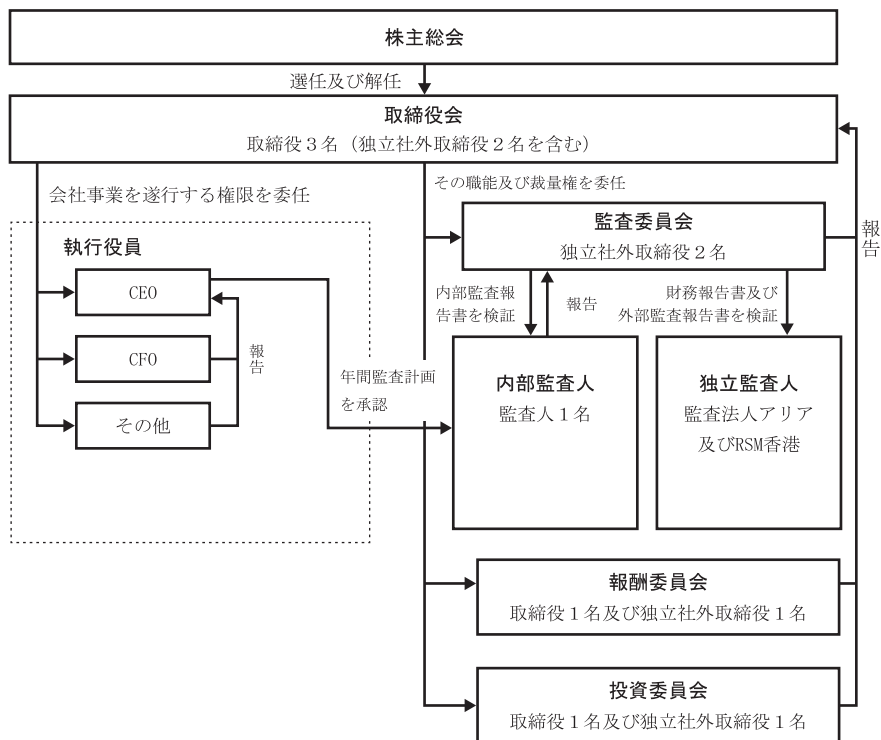 株主総会
選任及び解任
取締役会
取締役３名（独立社外取締役２名を含む）
会社事業を遂行する権限を委任
その職能及び裁量権を委任
執行役員
CEO
CFO
その他
報告
年間監査計画
を承認
監査委員会
独立社外取締役２名
報告
内部監査報
告書を検証
報告
財務報告書及び
外部監査報告書を検証
内部監査人
監査人１名
独立監査人
監査法人アリア
及びRSM香港
報酬委員会
取締役１名及び独立社外取締役１名
投資委員会
取締役１名及び独立社外取締役１名